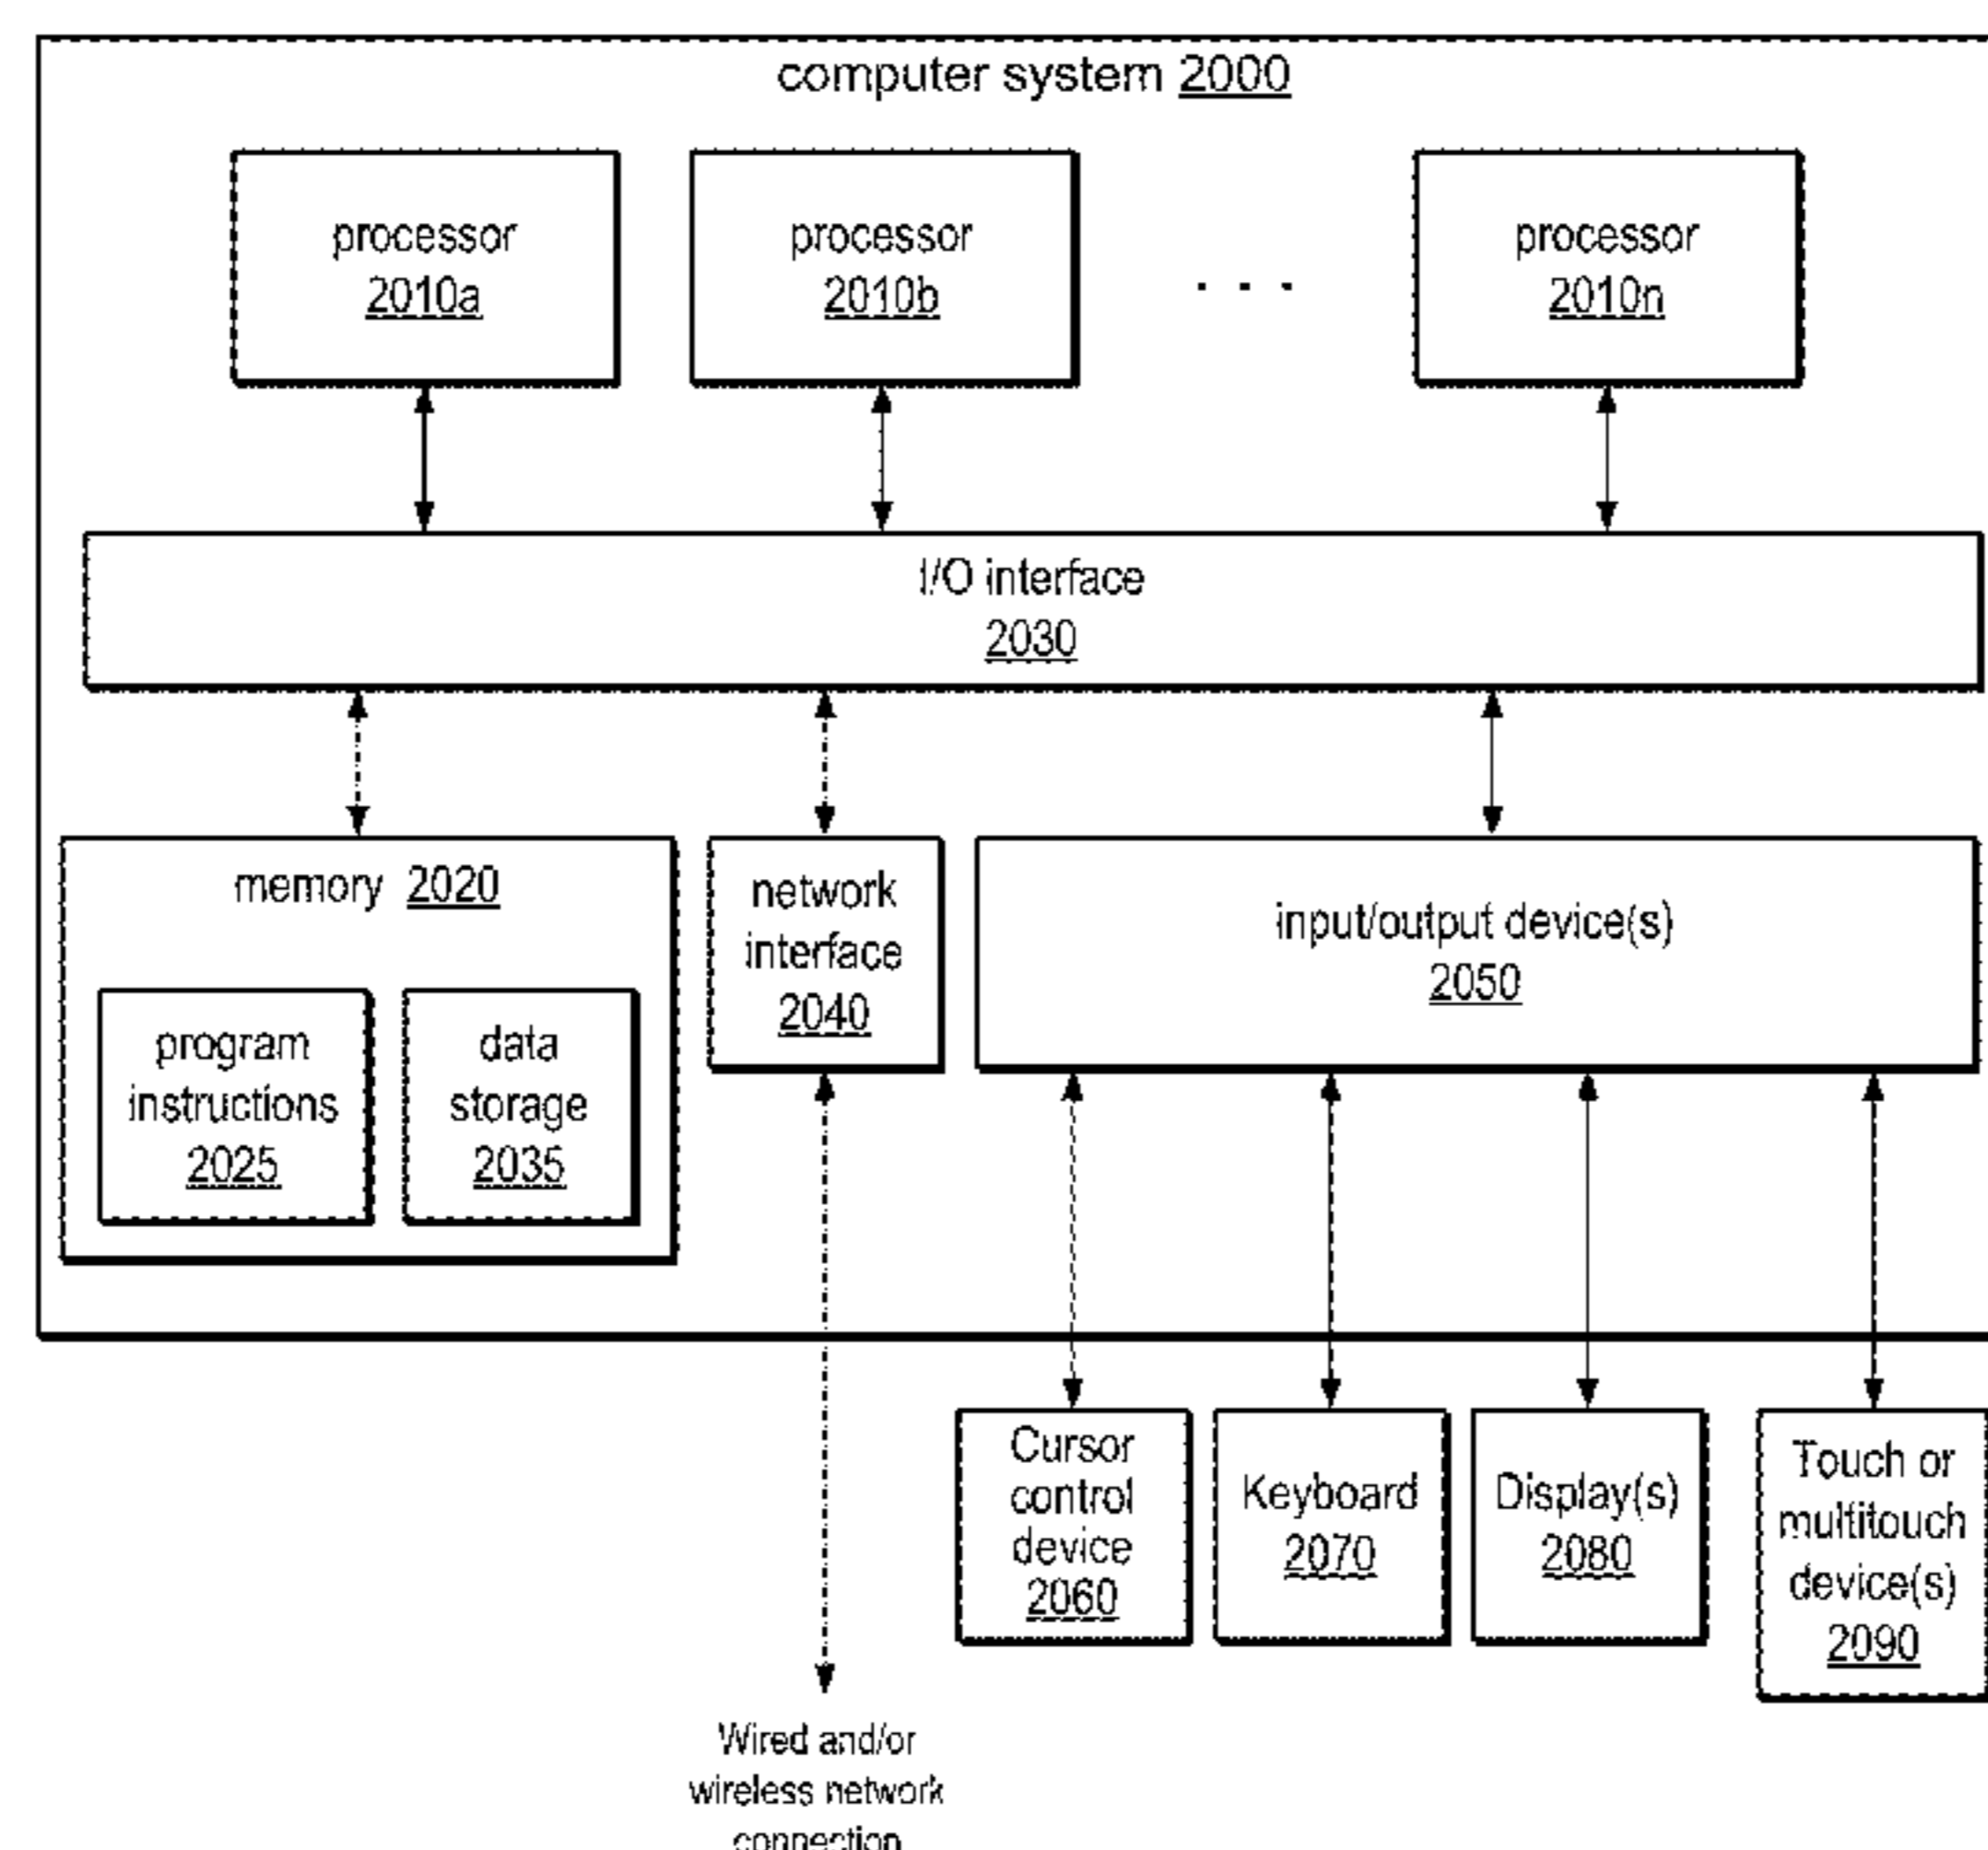 computer system 2000
processor
2010a
processor
2010b
. . .
processor
2010n
I/O interface
2030
memory 2020
program
instructions
2025
data
storage
2035
network
interface
2040
input/output device(s)
2050
Cursor
control
device
2060
Keyboard
2070
Display(s)
2080
Touch or
multitouch
device(s)
2090
Wired and/or
wireless network
connection